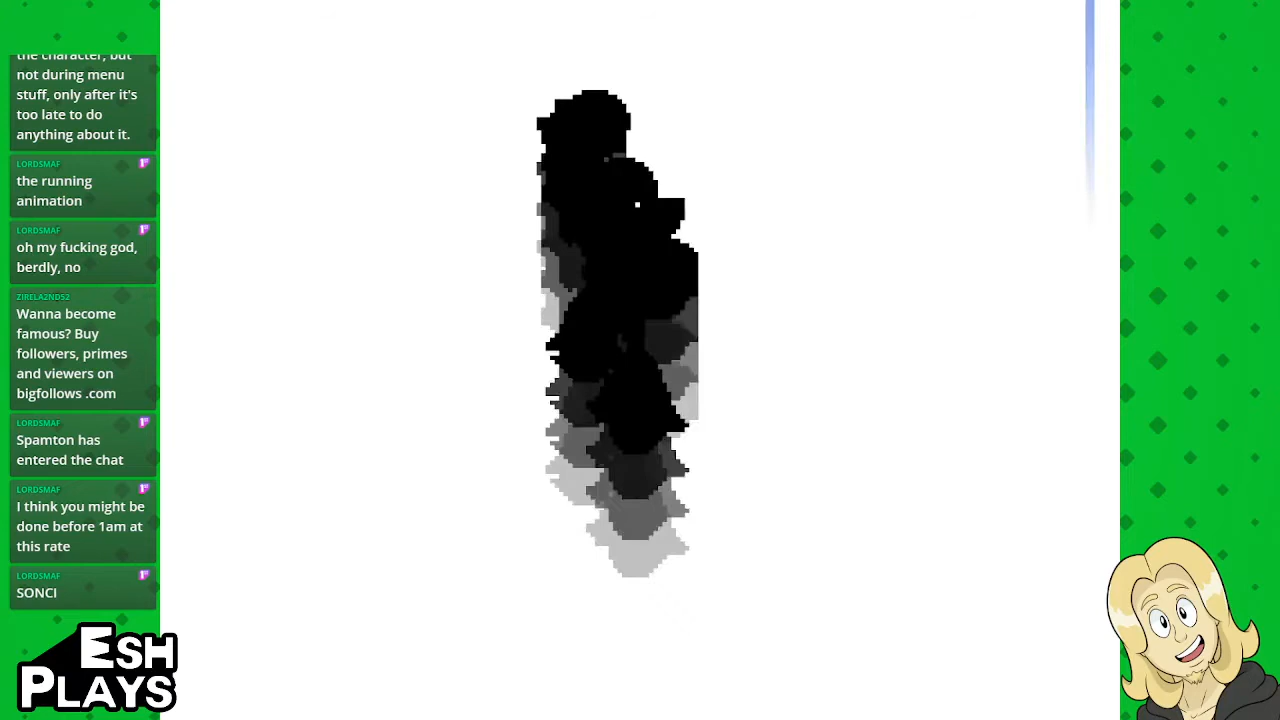 the character, but
not during menu
stuff, only after it's
too late to do
anything about it.
LORDSMAF
the running
animation
LORDSMAF
oh my fucking god,
berdly, no
ZIRELA2ND52
Wanna become
famous? Buy
followers, primes
and viewers on
bigfollows .com
LORDSMAF
Spamton has
entered the chat
LORDSMAF
I think you might be
done before 1am at
this rate
LORDSMAF
SONCI
ESH
PLAYS